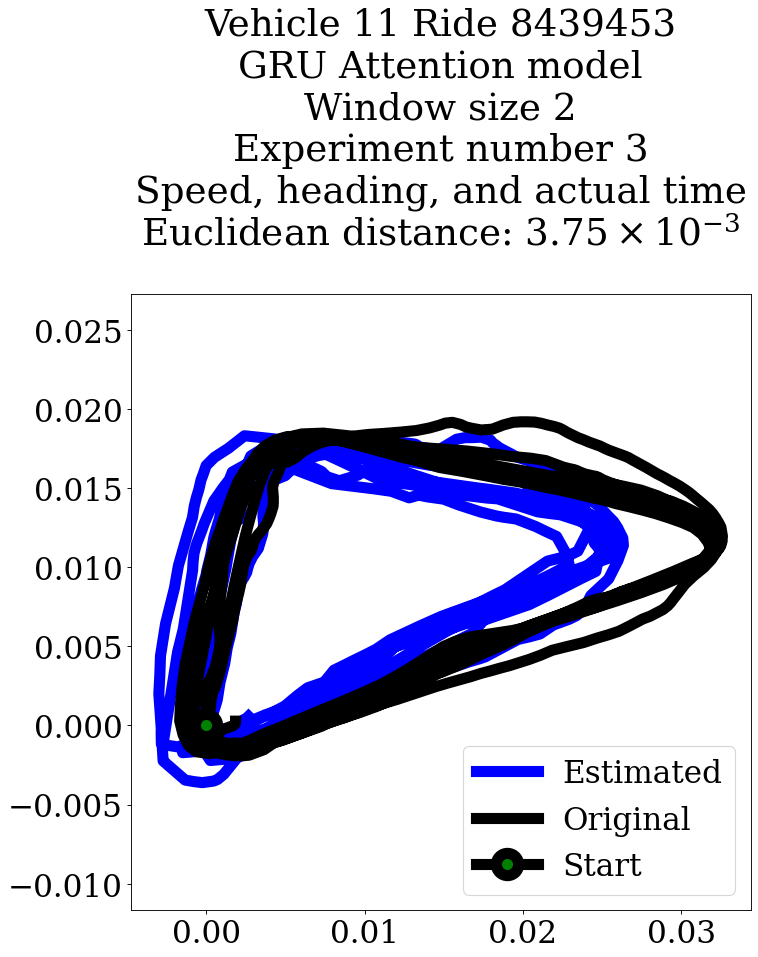 Vehicle 11 Ride 8439453
GRU Attention model
Window size 2
Experiment number 3
Speed, heading, and actual time
Euclidean distance: 3.75 × 10⁻³
0.025
0.020
0.015
0.010
0.005
0.000
−0.005
−0.010
Estimated
Original
Start
0.00 0.01 0.02 0.03